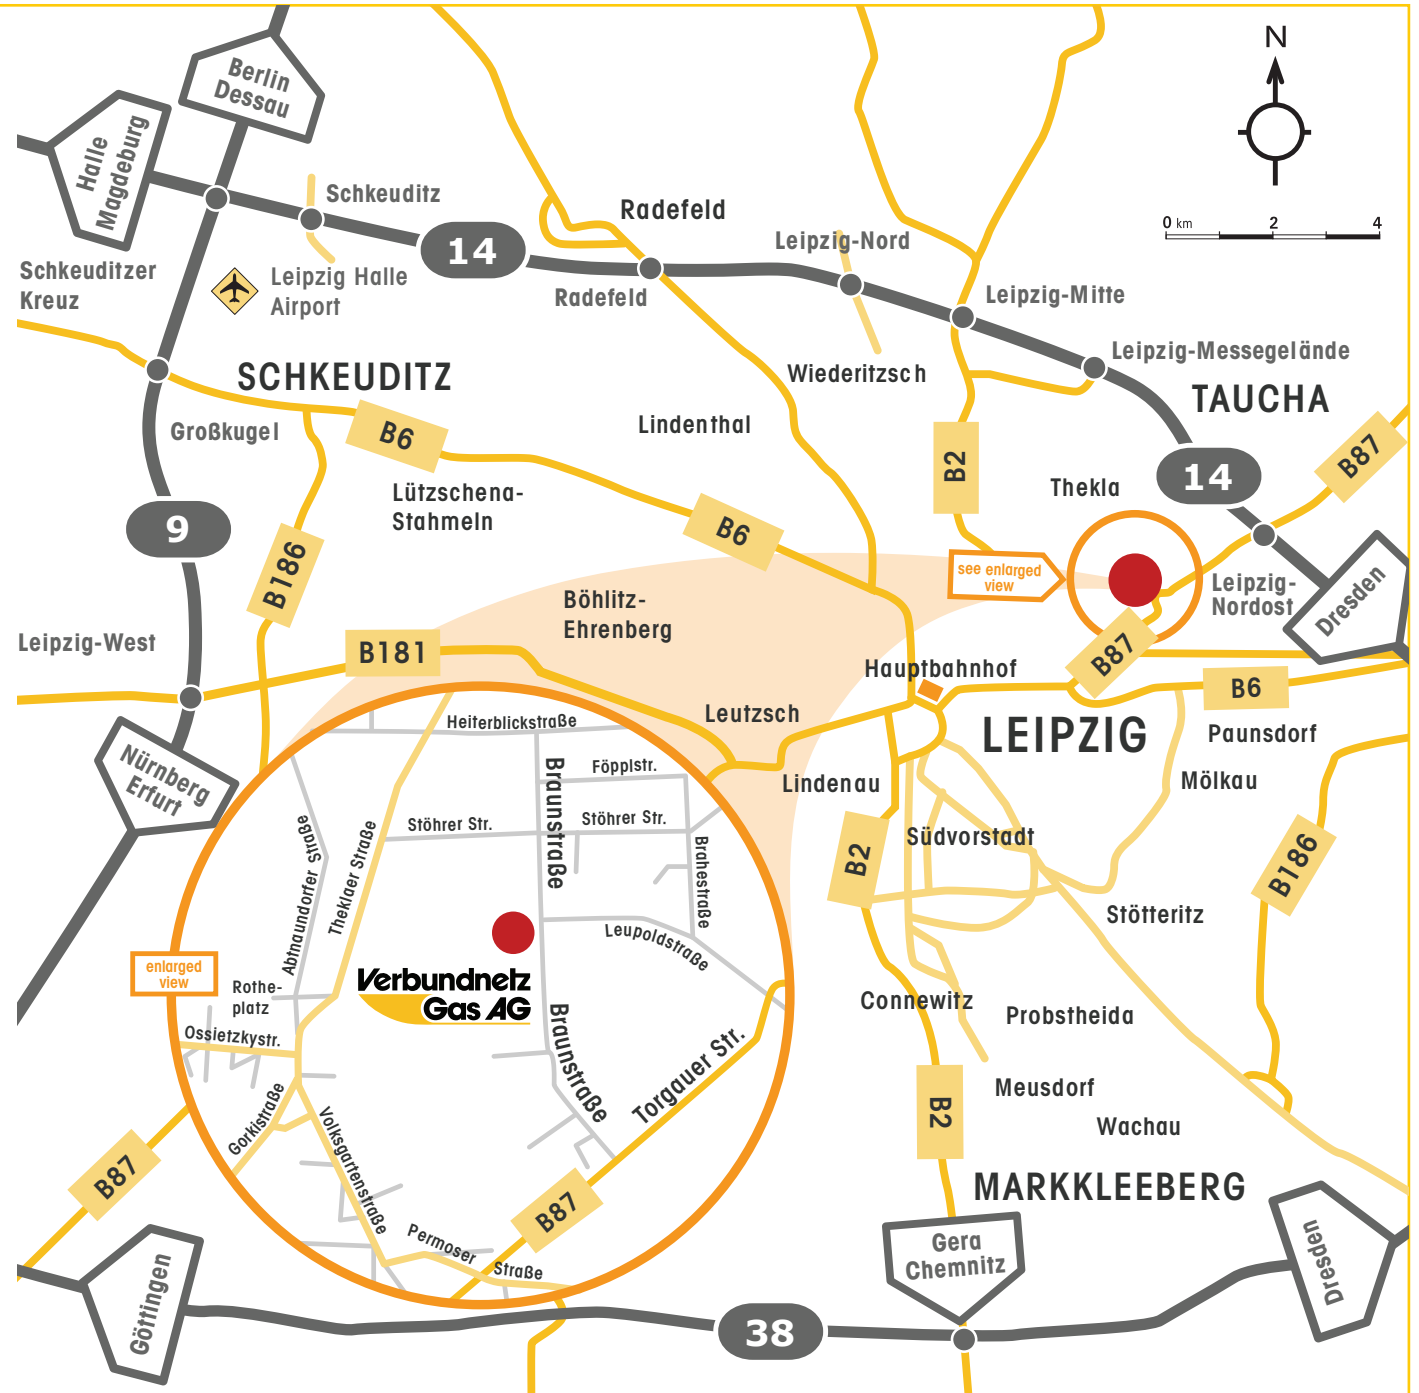 N
0 km 2 4
Berlin
Dessau
Halle
Magdeburg
Schkeuditz
Radefeld
14
Leipzig-Nord
Schkeuditzer
Kreuz
Leipzig Halle
Airport
Radefeld
Leipzig-Mitte
Leipzig-Messegelände
SCHKEUDITZ
Wiederitzsch
TAUCHA
Großkugel
B6
Lindenthal
B2
B87
14
Thekla
Lützschena-
Stahmeln
9
B6
B186
see enlarged
view
Leipzig-
Nordost
Dresden
Böhlitz-
Ehrenberg
Leipzig-West
B181
Hauptbahnhof
B87
B6
Leutzsch
LEIPZIG
Paunsdorf
Nürnberg
Erfurt
Lindenau
Mölkau
Heiterblickstraße
Föpplstr.
Braunstraße
Stöhrer Str.
Stöhrer Str.
Abtnaundorfer Straße
Theklaer Straße
Brahestraße
Leupoldstraße
Südvorstadt
B2
B186
Stötteritz
enlarged
view
Rothe-
platz
Verbundnetz
Gas AG
Ossietzkystr.
Braunstraße
Torgauer Str.
Connewitz
Probstheida
Gorkistraße
Volksgartenstraße
Meusdorf
B2
Wachau
B87
B87
MARKKLEEBERG
Permoser
Straße
Göttingen
Gera
Chemnitz
Dresden
38